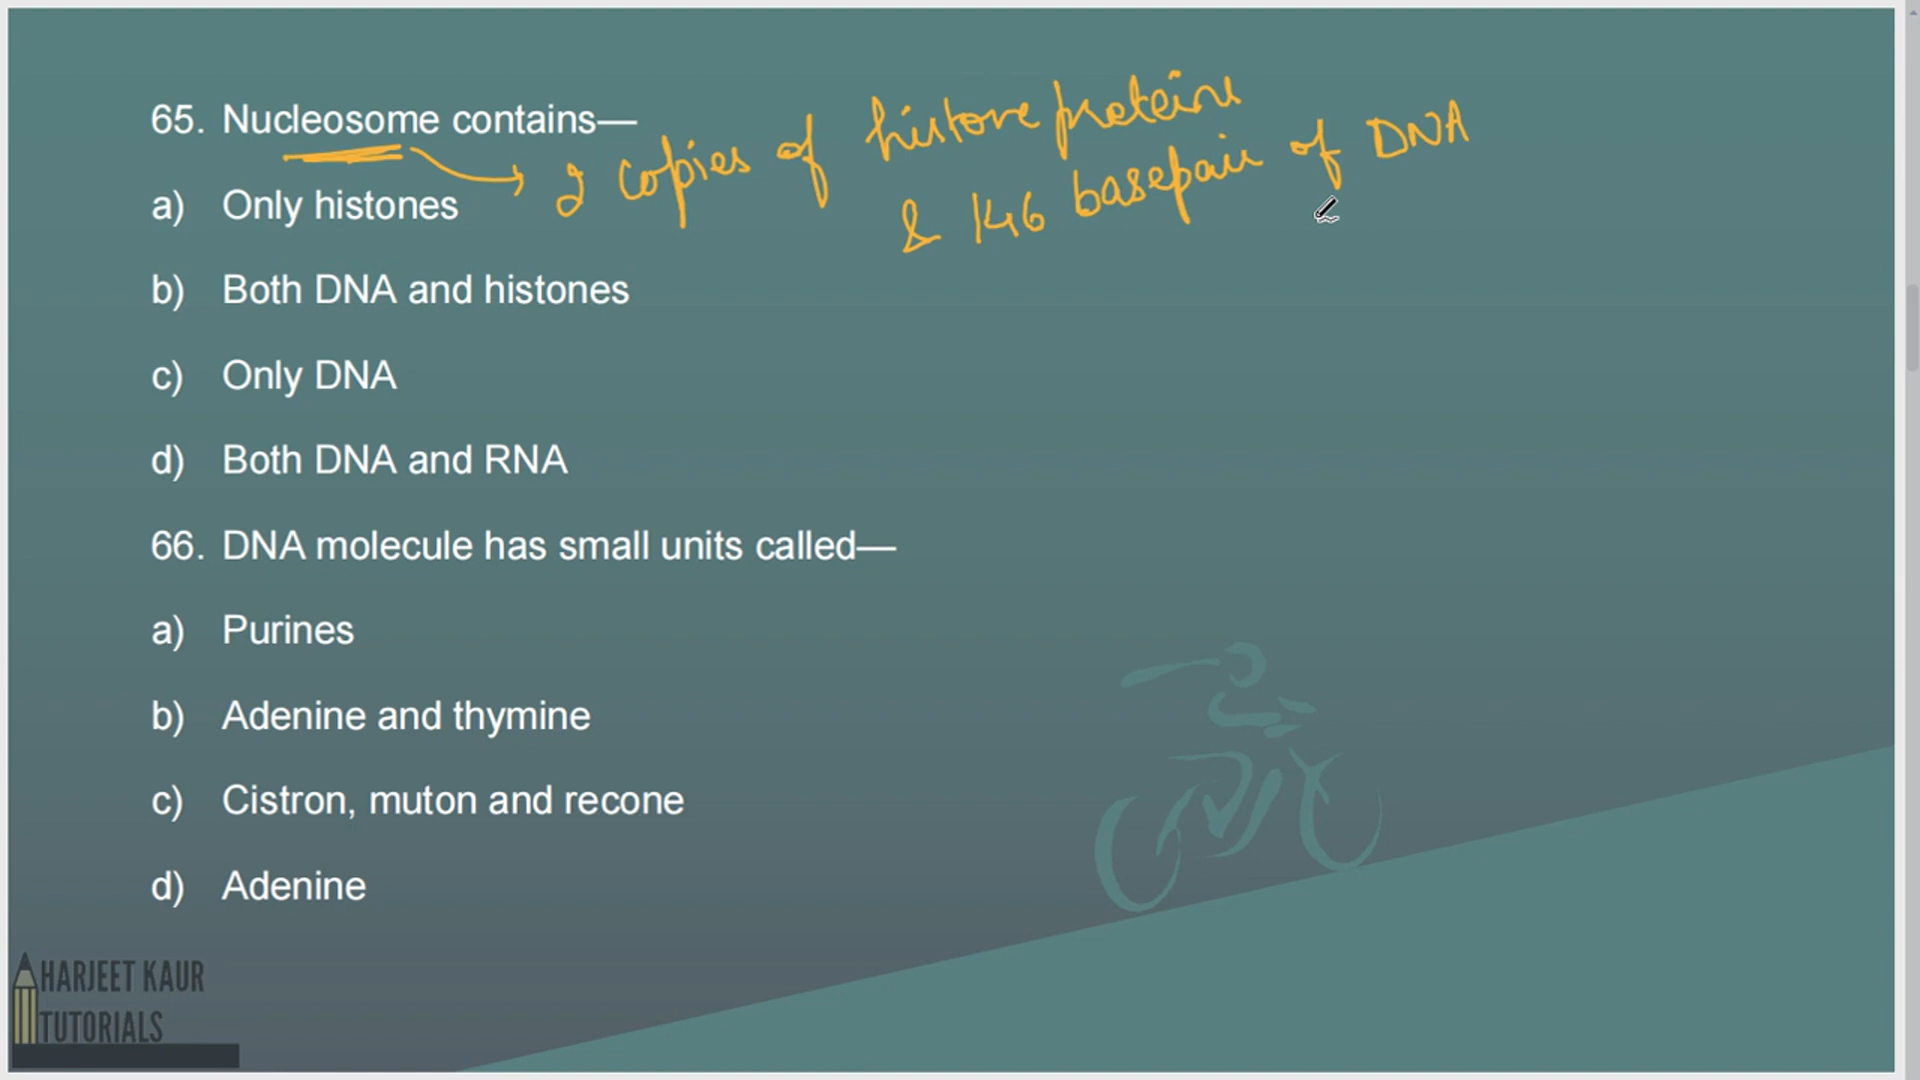 65. Nucleosome contains—
2 copies of histone proteins
& 146 basepair of DNA
a) Only histones
b) Both DNA and histones
c) Only DNA
d) Both DNA and RNA
66. DNA molecule has small units called—
a) Purines
b) Adenine and thymine
c) Cistron, muton and recone
d) Adenine
HARJEET KAUR
TUTORIALS